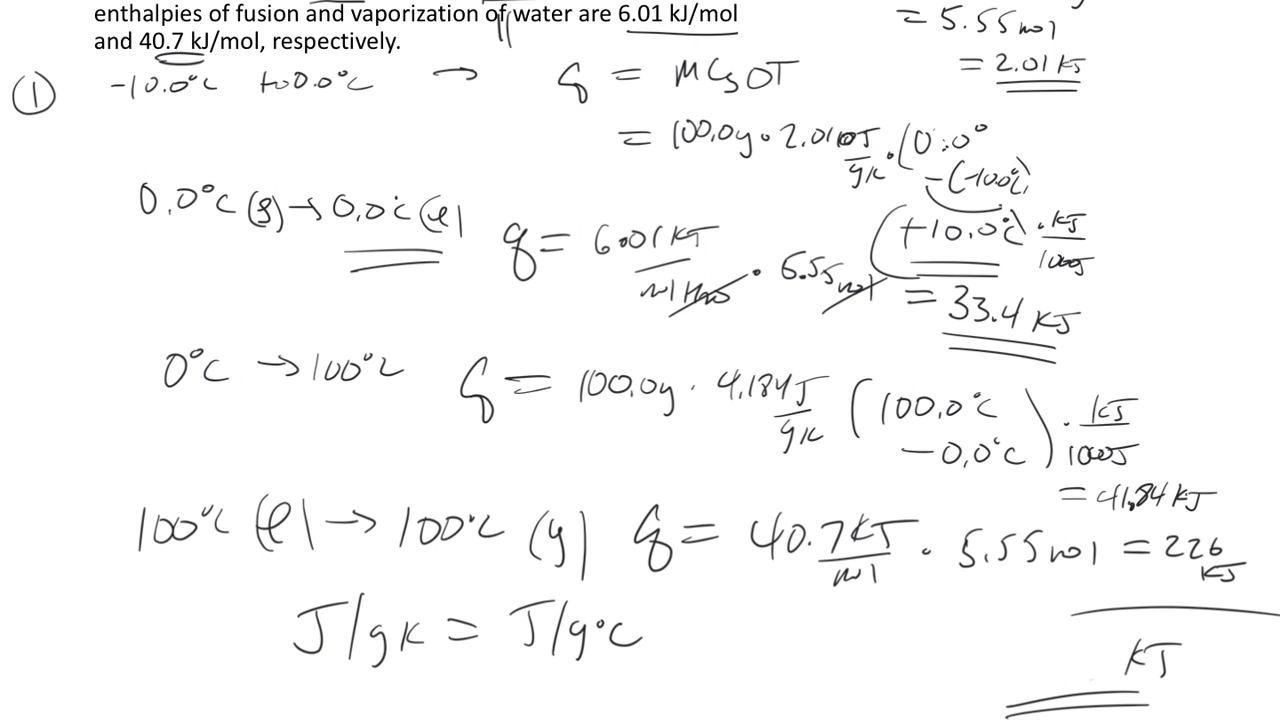 enthalpies of fusion and vaporization of water are 6.01 kJ/mol
and 40.7 kJ/mol, respectively.
= 5.55 mol
= 2.01 KJ
① -10.0°C to 0.0°C → q = M Cs ΔT
= 100.0g · 2.010 J/gK · (0.0°
-(-10.0°C)
(+10.0°C) · KJ/1000J
0.0°C (s) → 0.0°C (l) q = 6.01 KJ/mol H2O · 5.55 mol
= 33.4 KJ
0°C → 100°C q = 100.0g · 4.184 J/gK (100.0°C - 0.0°C) · KJ/1000J
= 41.84 KJ
100°C (l) → 100°C (g) q = 40.7 KJ/mol · 5.55 mol = 226 KJ
J/gK = J/g°C
KJ